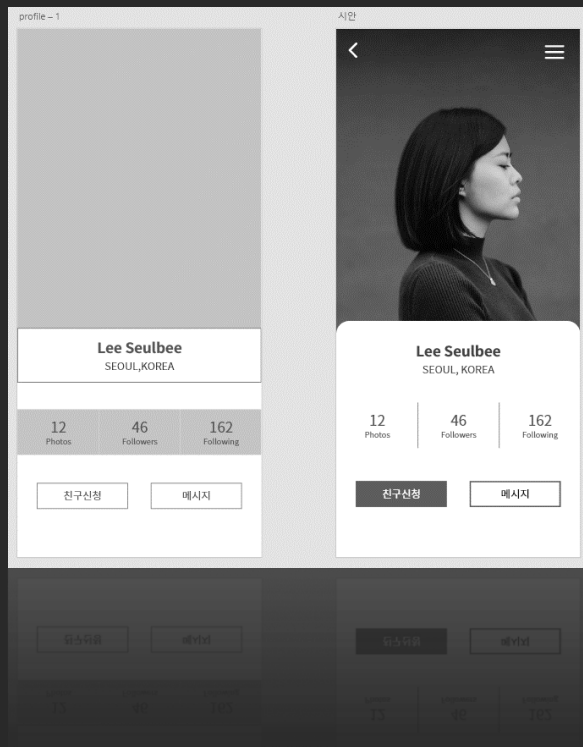 profile – 1
Lee Seulbee
SEOUL,KOREA
12
Photos
46
Followers
162
Following
친구신청
메시지
시안
Lee Seulbee
SEOUL, KOREA
12
Photos
46
Followers
162
Following
친구신청
메시지